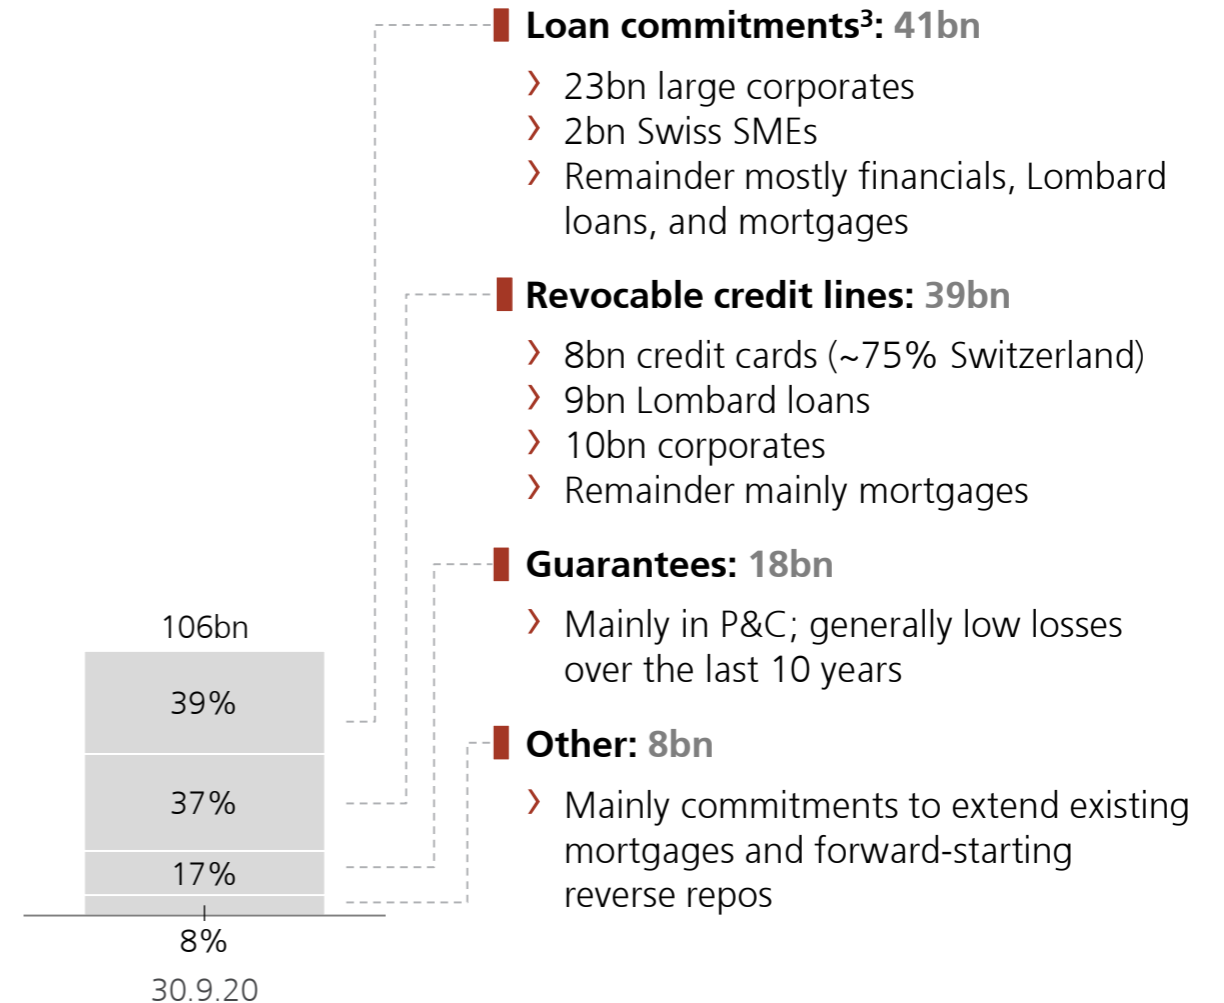 Loan commitments³: 41bn
› 23bn large corporates
› 2bn Swiss SMEs
› Remainder mostly financials, Lombard
loans, and mortgages
Revocable credit lines: 39bn
› 8bn credit cards (~75% Switzerland)
› 9bn Lombard loans
› 10bn corporates
› Remainder mainly mortgages
Guarantees: 18bn
› Mainly in P&C; generally low losses
over the last 10 years
Other: 8bn
› Mainly commitments to extend existing
mortgages and forward-starting
reverse repos
106bn
39%
37%
17%
8%
30.9.20